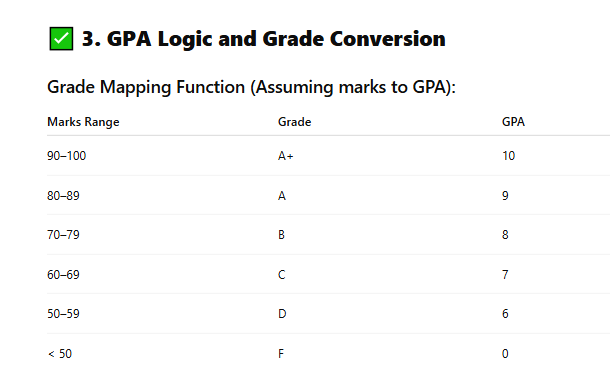 ✅ 3. GPA Logic and Grade Conversion
Grade Mapping Function (Assuming marks to GPA):
Marks Range Grade GPA
90–100 A+ 10
80–89 A 9
70–79 B 8
60–69 C 7
50–59 D 6
< 50 F 0